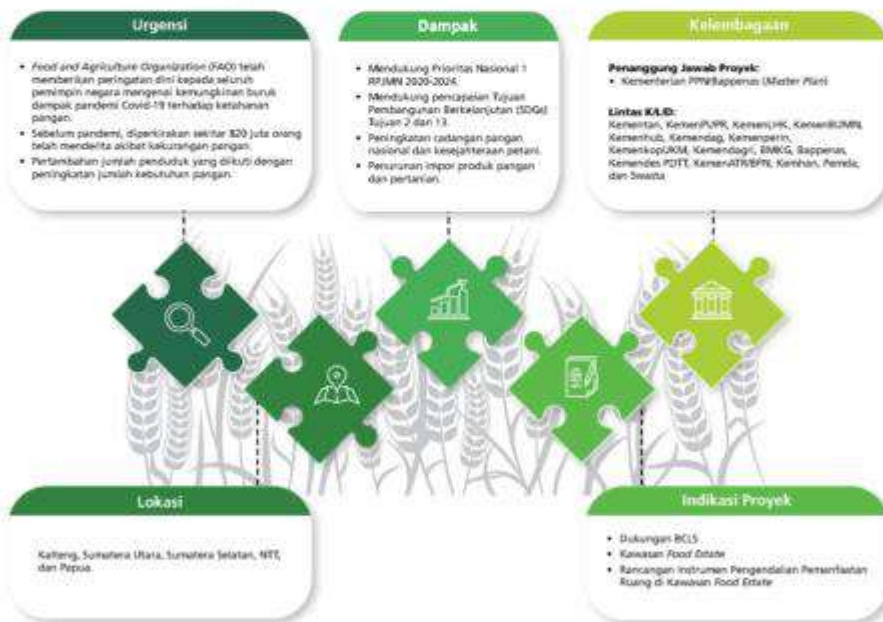 Urgensi
• Food and Agriculture Organization (FAO) telah
memberikan peringatan dini kepada seluruh
pemimpin negara mengenai kemungkinan buruk
dampak pandemi Covid-19 terhadap ketahanan
pangan.
• Sebelum pandemi, diperkirakan sekitar 820 juta orang
telah menderita akibat kekurangan pangan.
• Pertambahan jumlah penduduk yang diikuti dengan
peningkatan jumlah kebutuhan pangan.
Dampak
• Mendukung Prioritas Nasional 1
RPJMN 2020-2024.
• Mendukung pencapaian Tujuan
Pembangunan Berkelanjutan (SDGs)
Tujuan 2 dan 13.
• Peningkatan cadangan pangan
nasional dan kesejahteraan petani.
• Penurunan impor produk pangan
dan pertanian.
Kelembagaan
Penanggung Jawab Proyek:
• Kementerian PPN/Bappenas (Master Plan)
Lintas K/L/D:
Kementan, KemenPUPR, KemenLHK, KemenBUMN,
Kemenhub, Kemendag, Kemenperin,
KemenkopUKM, Kemendagri, BMKG, Bappenas,
Kemendes PDTT, KemenATR/BPN, Kemhan, Pemda,
dan Swasta
Lokasi
Kalteng, Sumatera Utara, Sumatera Selatan, NTT,
dan Papua.
Indikasi Proyek
• Dukungan BCLS
• Kawasan Food Estate
• Rancangan Instrumen Pengendalian Pemanfaatan
Ruang di Kawasan Food Estate